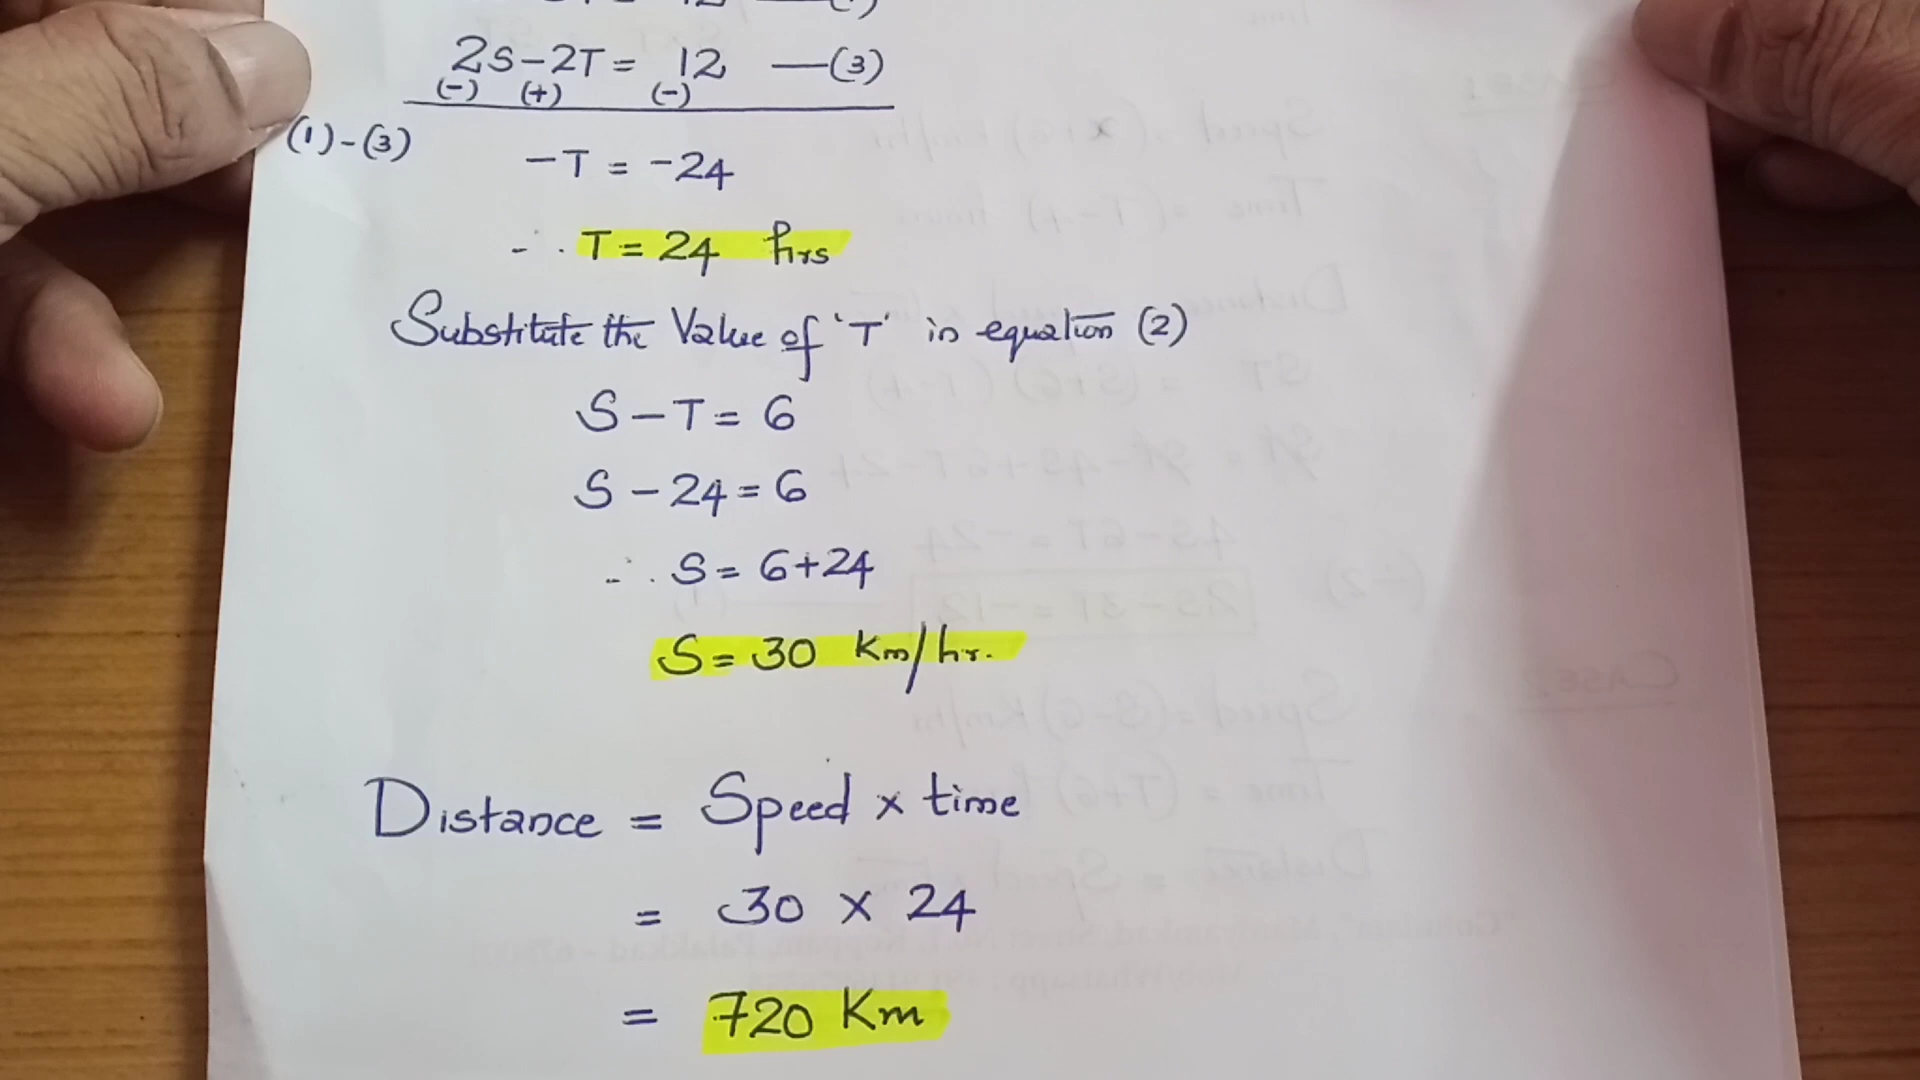 2S-2T= 12 —(3)
(-) (+) (-)
(1)-(3) -T = -24
∴ T= 24 hrs
Substitute the Value of 'T' in equation (2)
S-T= 6
S-24=6
∴ S= 6+24
S= 30 Km/hr.
Distance = Speed x time
= 30 x 24
= 720 Km